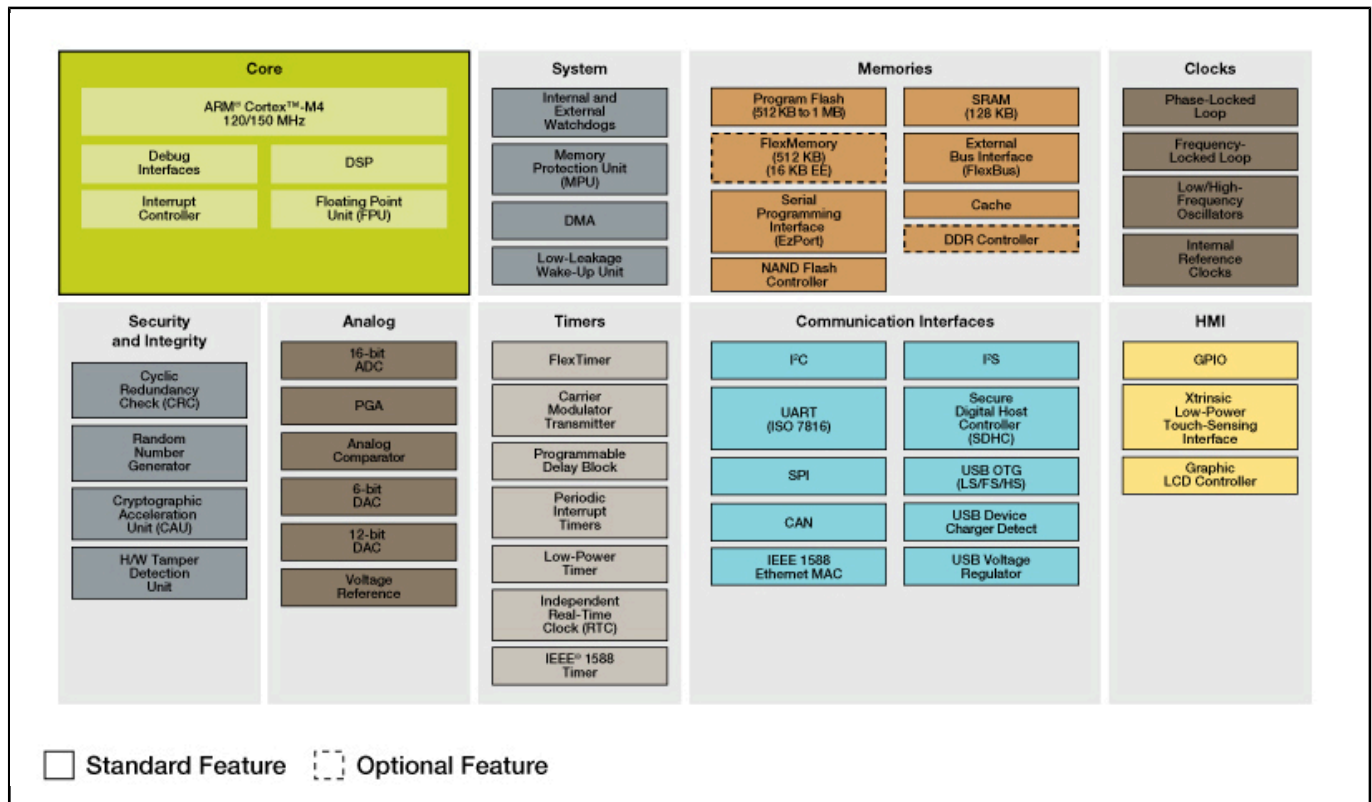 Core
ARM® Cortex™-M4
120/150 MHz
Debug
Interfaces
DSP
Interrupt
Controller
Floating Point
Unit (FPU)
System
Internal and
External
Watchdogs
Memory
Protection Unit
(MPU)
DMA
Low-Leakage
Wake-Up Unit
Memories
Program Flash
(512 KB to 1 MB)
SRAM
(128 KB)
FlexMemory
(512 KB)
(16 KB EE)
External
Bus Interface
(FlexBus)
Serial
Programming
Interface
(EzPort)
Cache
DDR Controller
NAND Flash
Controller
Clocks
Phase-Locked
Loop
Frequency-
Locked Loop
Low/High-
Frequency
Oscillators
Internal
Reference
Clocks
Security
and Integrity
Cyclic
Redundancy
Check (CRC)
Random
Number
Generator
Cryptographic
Acceleration
Unit (CAU)
H/W Tamper
Detection
Unit
Analog
16-bit
ADC
PGA
Analog
Comparator
6-bit
DAC
12-bit
DAC
Voltage
Reference
Timers
FlexTimer
Carrier
Modulator
Transmitter
Programmable
Delay Block
Periodic
Interrupt
Timers
Low-Power
Timer
Independent
Real-Time
Clock (RTC)
IEEE® 1588
Timer
Communication Interfaces
I²C
I²S
UART
(ISO 7816)
Secure
Digital Host
Controller
(SDHC)
SPI
USB OTG
(LS/FS/HS)
CAN
USB Device
Charger Detect
IEEE 1588
Ethernet MAC
USB Voltage
Regulator
HMI
GPIO
Xtrinsic
Low-Power
Touch-Sensing
Interface
Graphic
LCD Controller
Standard Feature
Optional Feature